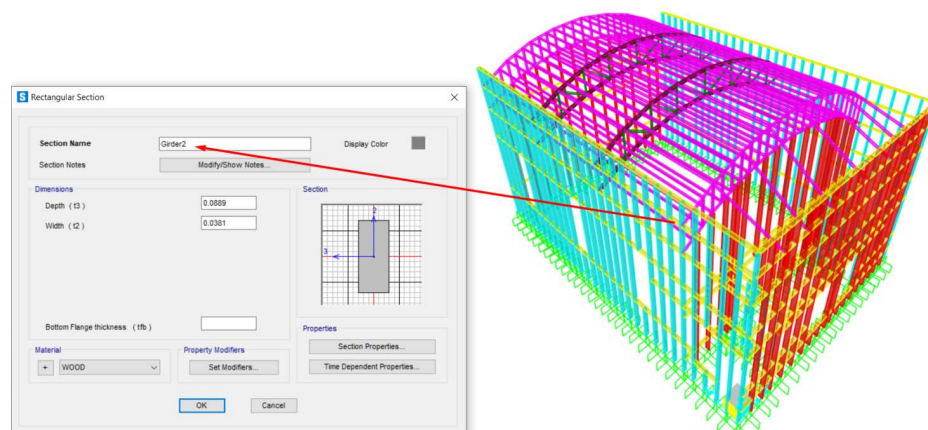 S Rectangular Section
Section Name Girder2 Display Color
Section Notes Modify/Show Notes...
Dimensions Section
Depth ( t3 ) 0.0889
Width ( t2 ) 0.0381
2
3
Bottom Flange thickness ( tfb )
Properties
Section Properties...
Material Property Modifiers
+ WOOD Set Modifiers... Time Dependent Properties...
OK Cancel